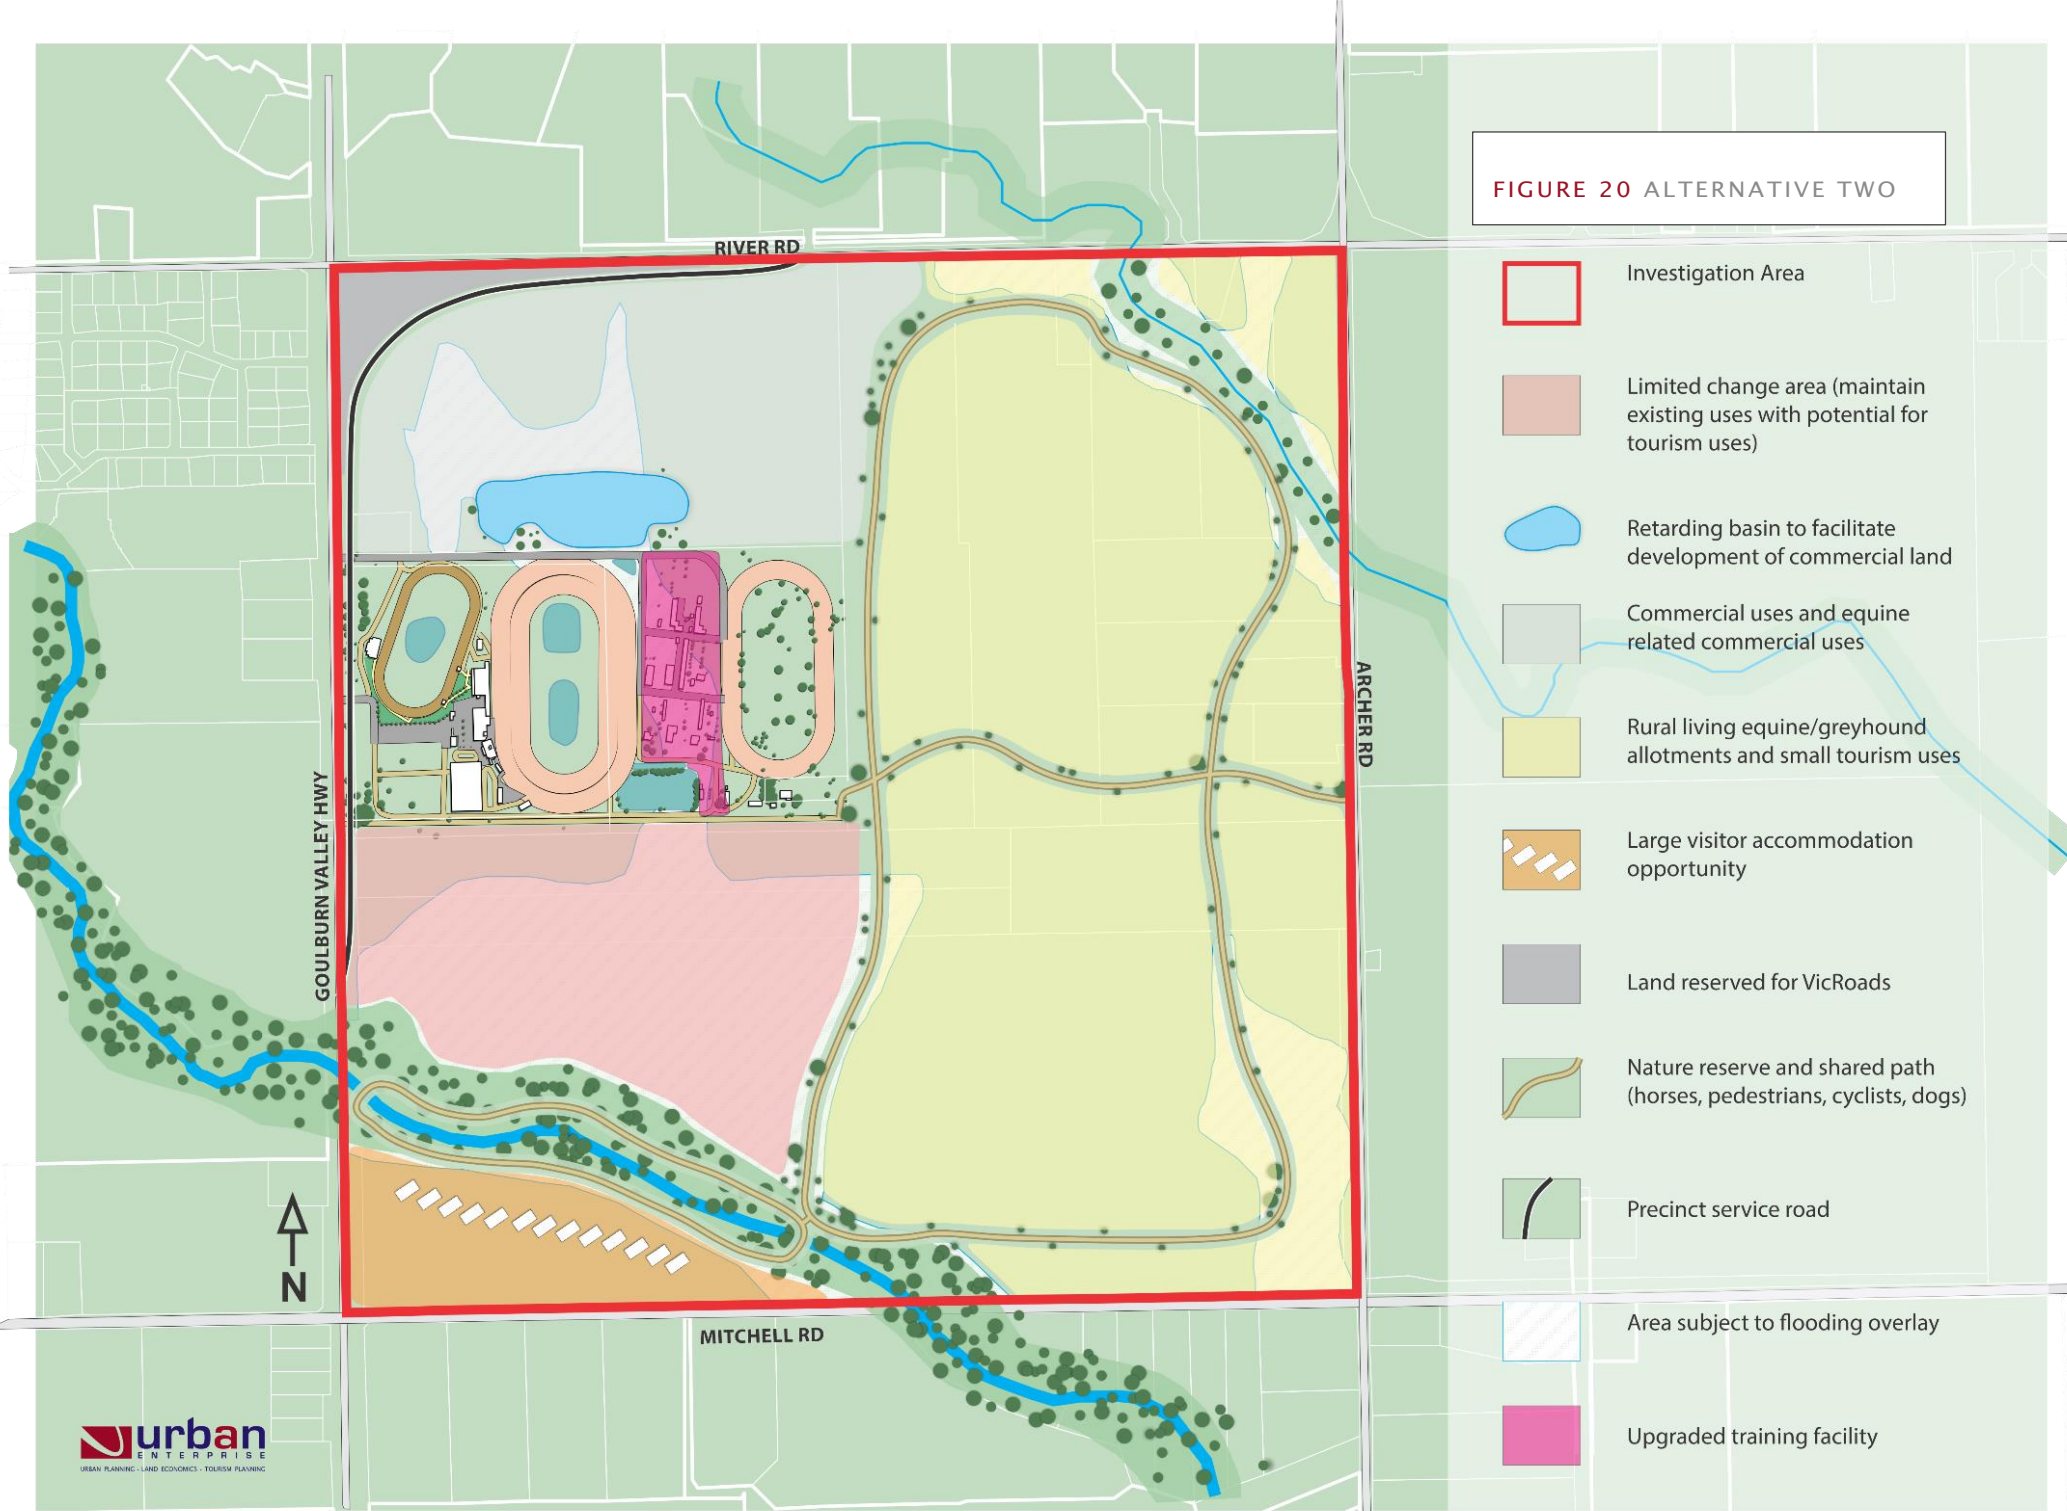 FIGURE 20 ALTERNATIVE TWO
RIVER RD
Investigation Area
Limited change area (maintain
existing uses with potential for
tourism uses)
Retarding basin to facilitate
development of commercial land
Commercial uses and equine
related commercial uses
ARCHER RD
Rural living equine/greyhound
allotments and small tourism uses
GOULBURN VALLEY HWY
Large visitor accommodation
opportunity
Land reserved for VicRoads
Nature reserve and shared path
(horses, pedestrians, cyclists, dogs)
Precinct service road
N
MITCHELL RD
Area subject to flooding overlay
Upgraded training facility
urban
ENTERPRISE
URBAN PLANNING - LAND ECONOMICS - TOURISM PLANNING